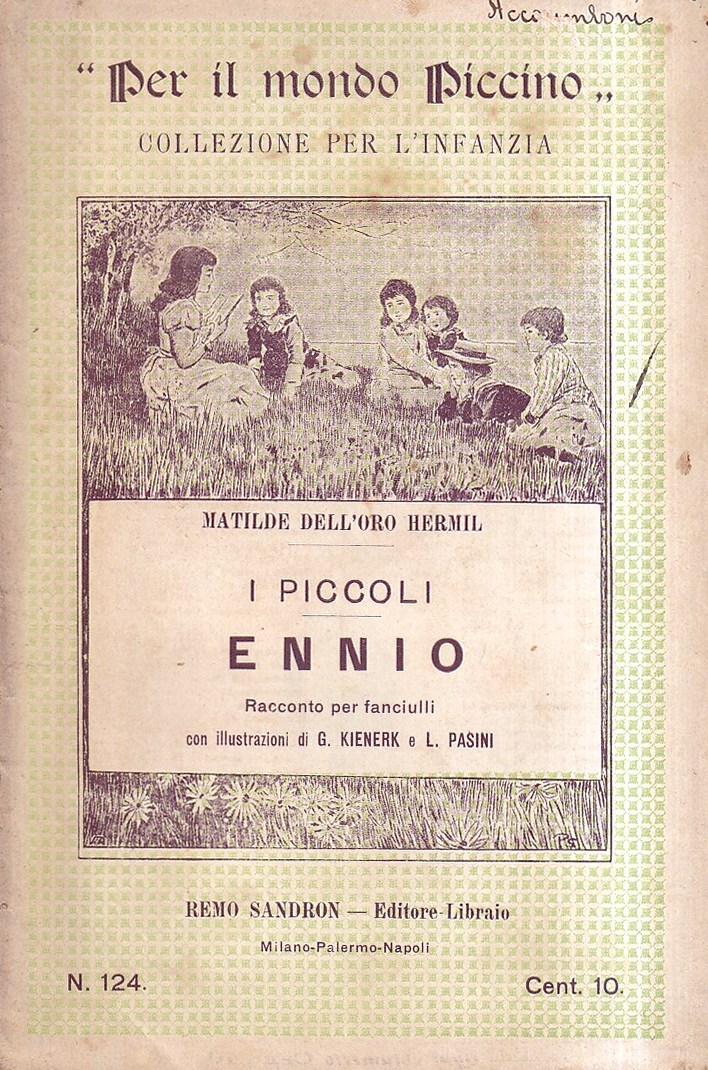 "Per il mondo Piccino„
COLLEZIONE PER L'INFANZIA
MATILDE DELL'ORO HERMIL
I PICCOLI
ENNIO
Racconto per fanciulli
con illustrazioni di G. KIENERK e L. PASINI
REMO SANDRON — Editore-Libraio
Milano-Palermo-Napoli
N. 124.
Cent. 10.